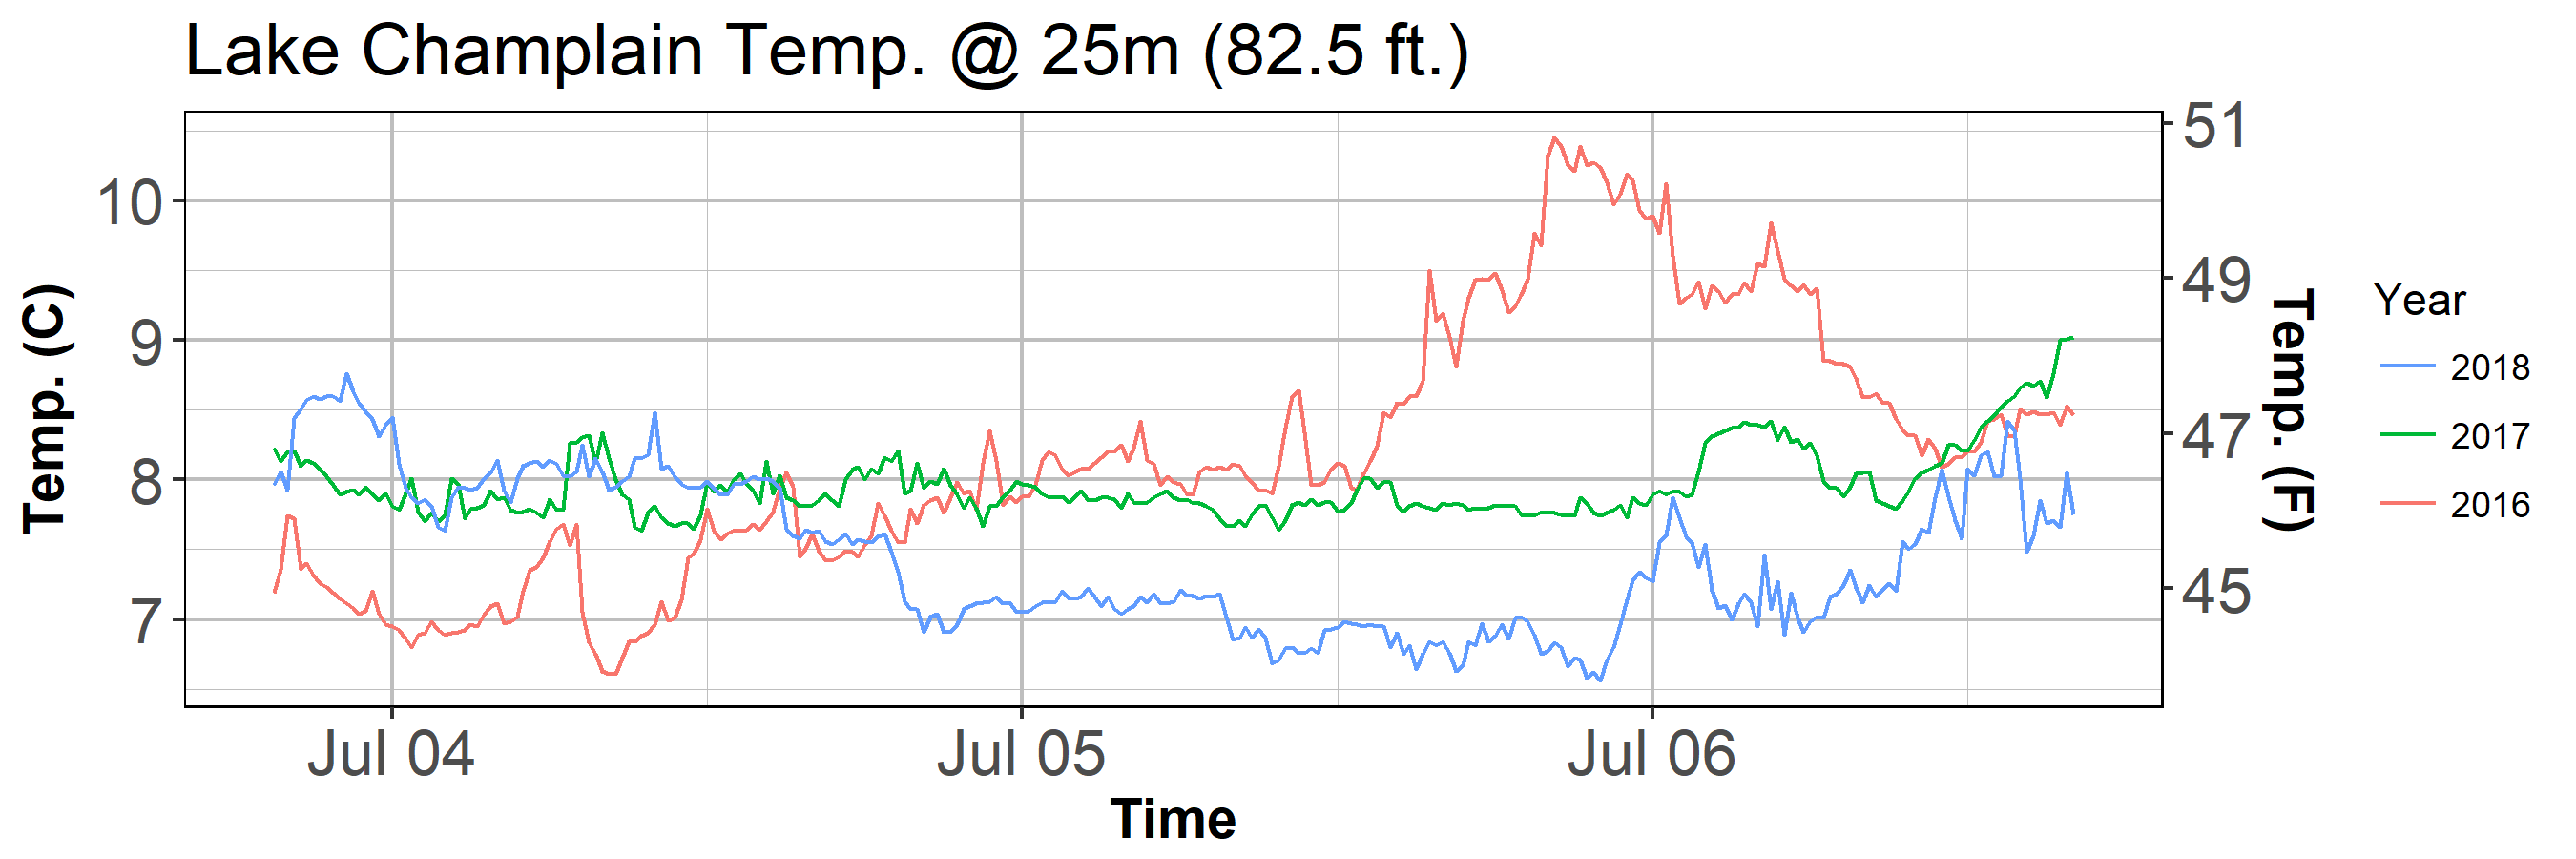 Lake Champlain Temp. @ 25m (82.5 ft.)
Temp. (C)
10
9
8
7
51
49
47
45
Temp. (F)
Jul 04
Jul 05
Jul 06
Time
Year
2018
2017
2016